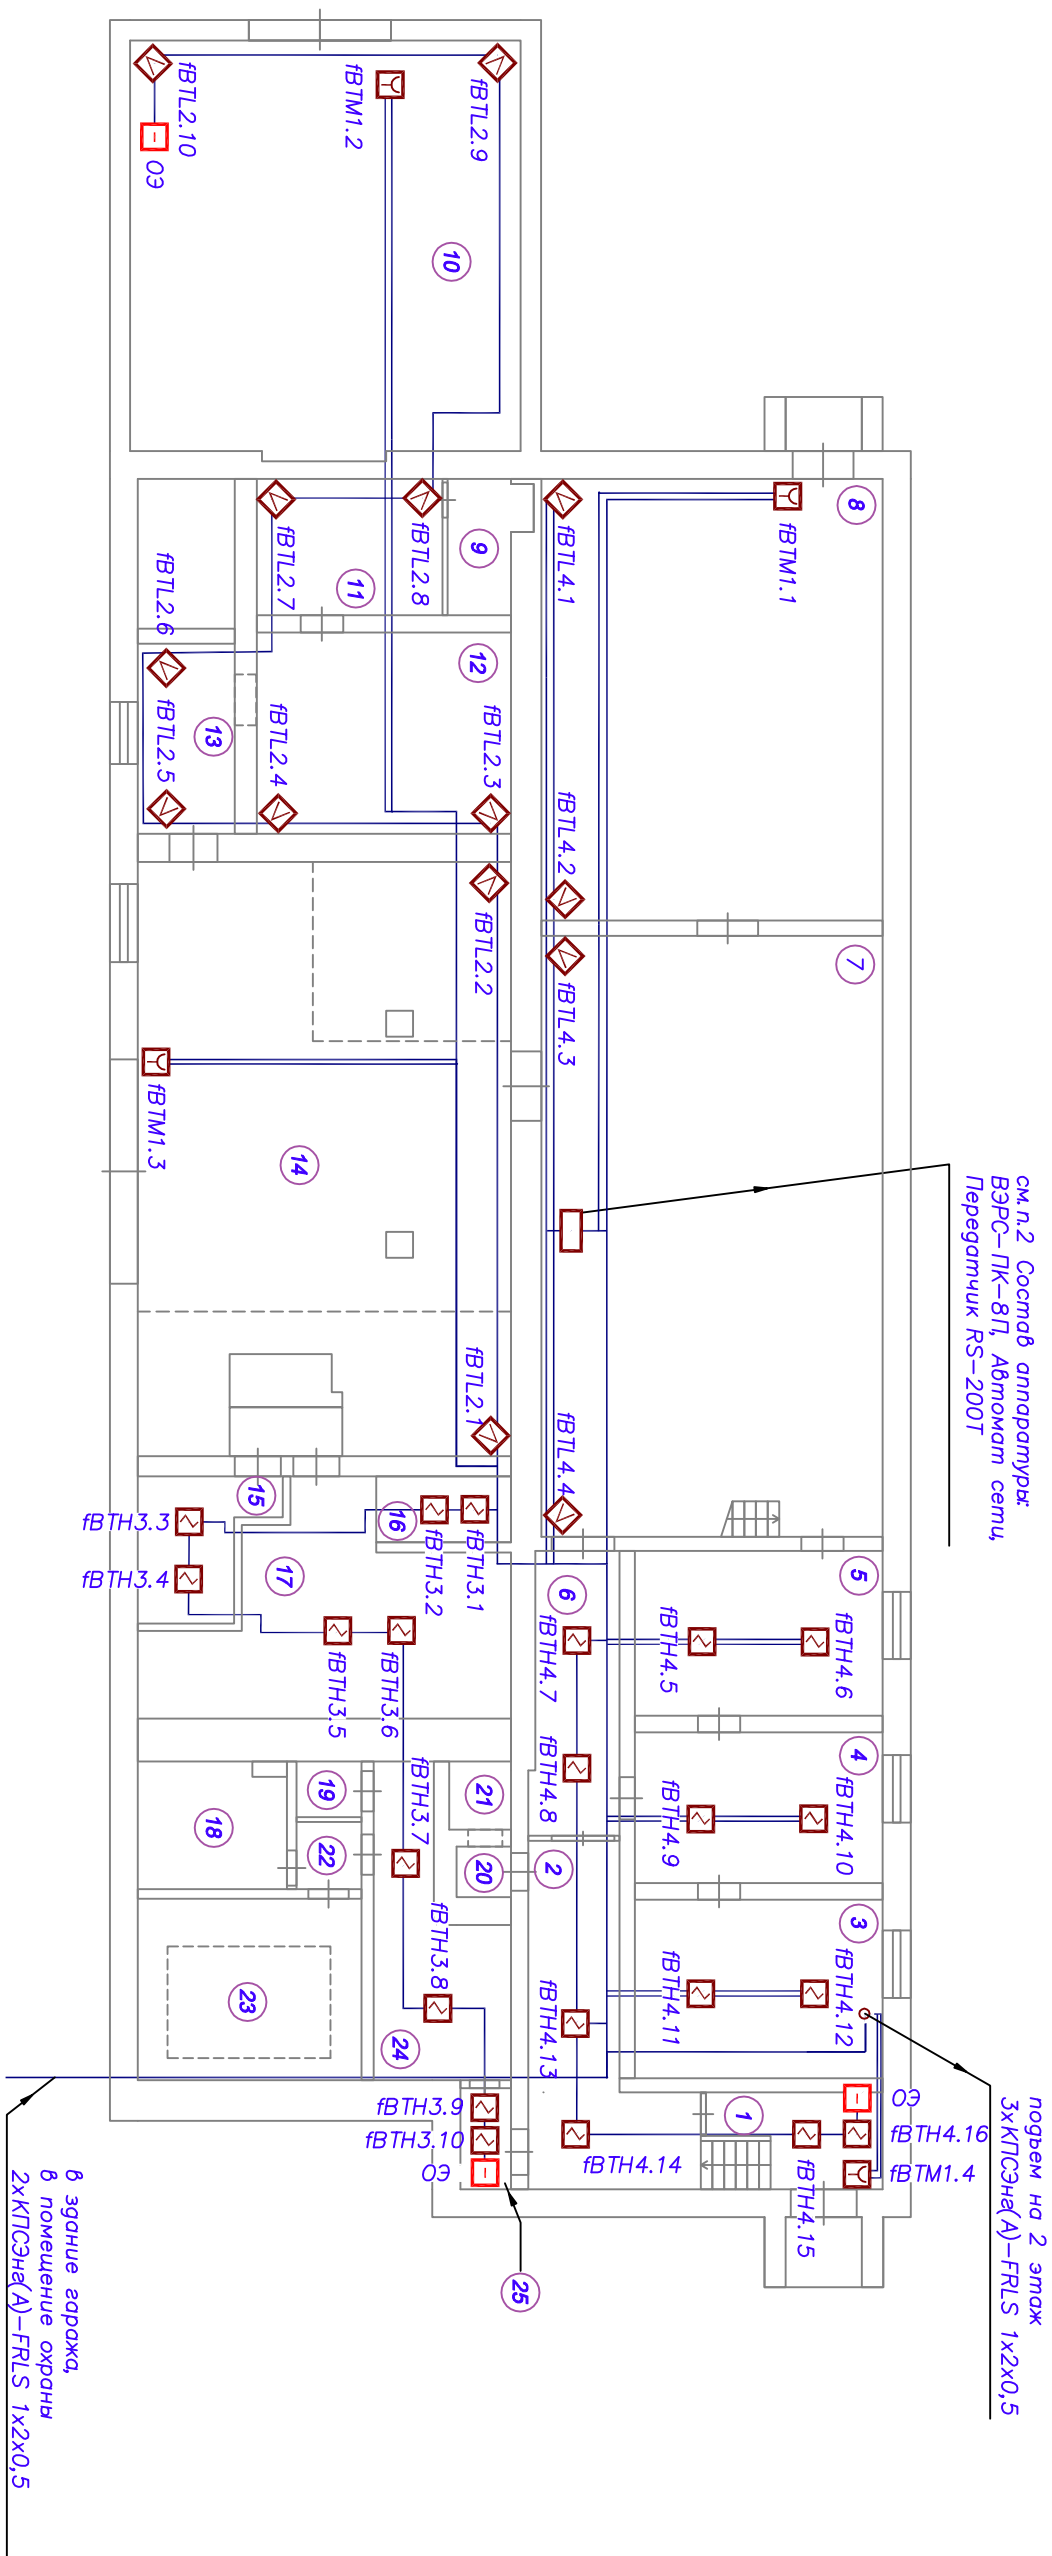 fBTL2.10
ОЭ
fBTM1.2
fBTL2.9
10
8
fBTM1.1
fBTL4.1
9
fBTL2.8
11
fBTL2.7
fBTL2.6
12
13
fBTL2.5
fBTL2.4
fBTL2.3
fBTL4.2
fBTL2.2
7
fBTL4.3
fBTM1.3
14
см.п.2 Состав аппаратуры:
ВЭРС-ПК-8П, Автомат сети,
Передатчик RS-200T
fBTL2.1
fBTL4.4
15
16
fBTH3.3
fBTH3.4
17
fBTH3.2
fBTH3.1
6
5
fBTH4.7
fBTH4.5
fBTH4.6
fBTH3.5
fBTH3.6
4
fBTH4.8
fBTH4.9
fBTH4.10
fBTH3.7
21
19
18
22
20
2
3
fBTH3.8
fBTH4.13
fBTH4.11
fBTH4.12
23
24
fBTH3.9
fBTH3.10
ОЭ
1
ОЭ
fBTH4.16
fBTM1.4
fBTH4.14
fBTH4.15
25
подъем на 2 этаж
3хКПСЭнг(А)-FRLS 1х2х0,5
в здание гаража,
в помещение охраны
2хКПСЭнг(А)-FRLS 1х2х0,5